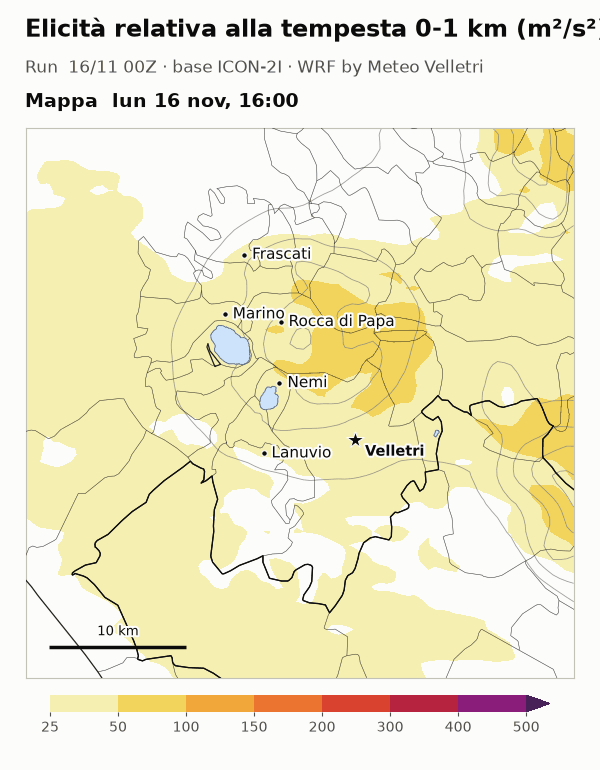 Elicità relativa alla tempesta 0-1 km (m²/s²)
Run 16/11 00Z · base ICON-2I · WRF by Meteo Velletri
Mappa lun 16 nov, 16:00
Frascati
Marino
Rocca di Papa
Nemi
Velletri
Lanuvio
10 km
25 50 100 150 200 300 400 500